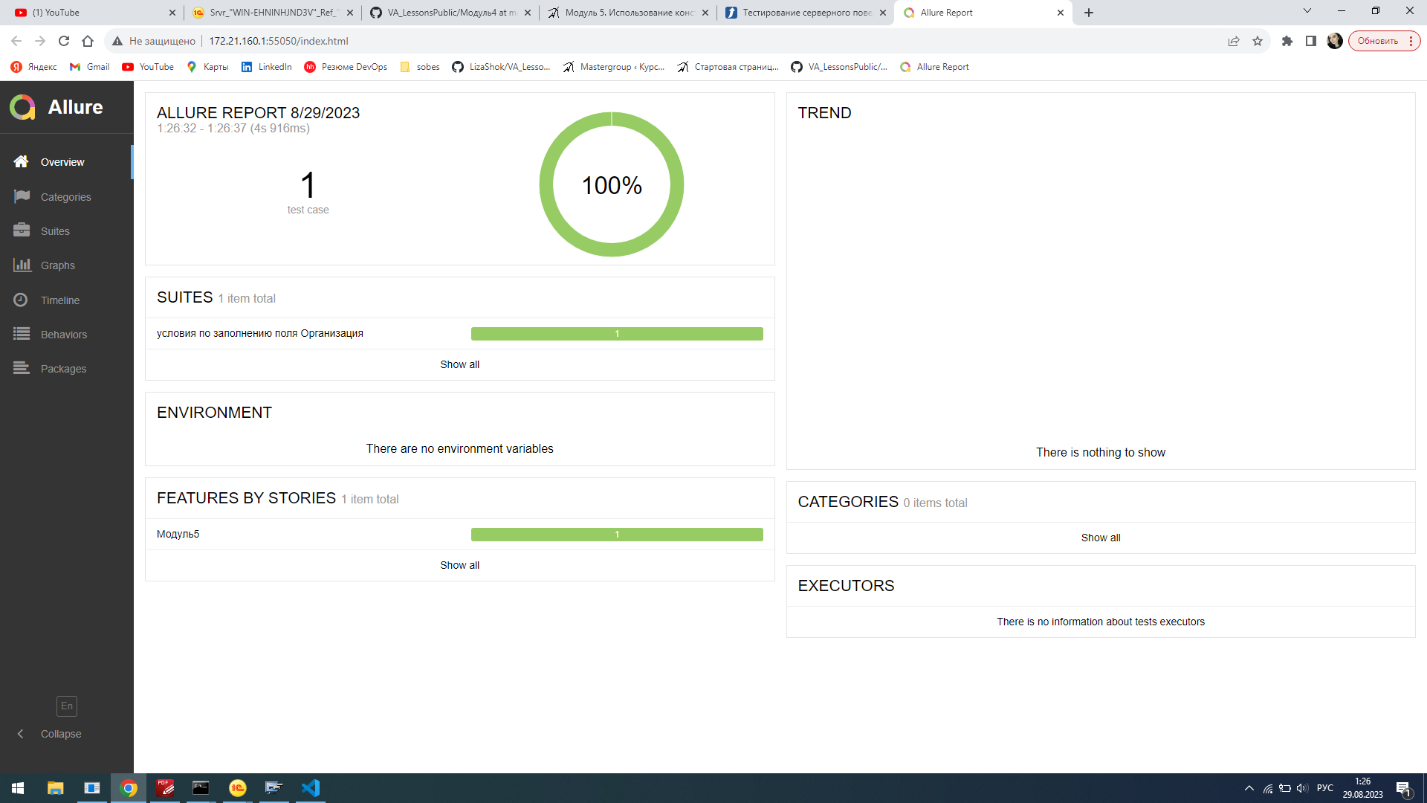 (1) YouTube
Srvr_"WIN-EHNINHJND3V"_Ref_"
VA_LessonsPublic/Модуль4 at m
Модуль 5. Использование конс
Тестирование серверного пове
Allure Report
Не защищено
172.21.160.1:55050/index.html
Обновить
Яндекс
Gmail
YouTube
Карты
LinkedIn
Резюме DevOps
sobes
LizaShok/VA_Lesso...
Mastergroup ‹ Курс...
Стартовая страниц...
VA_LessonsPublic/...
Allure Report
Allure
Overview
Categories
Suites
Graphs
Timeline
Behaviors
Packages
En
Collapse
ALLURE REPORT 8/29/2023
1:26:32 - 1:26:37 (4s 916ms)
1
test case
100%
SUITES 1 item total
условия по заполнению поля Организация
1
Show all
ENVIRONMENT
There are no environment variables
FEATURES BY STORIES 1 item total
Модуль5
1
Show all
TREND
There is nothing to show
CATEGORIES 0 items total
Show all
EXECUTORS
There is no information about tests executors
PDF
1С
РУС
1:26
29.08.2023
1